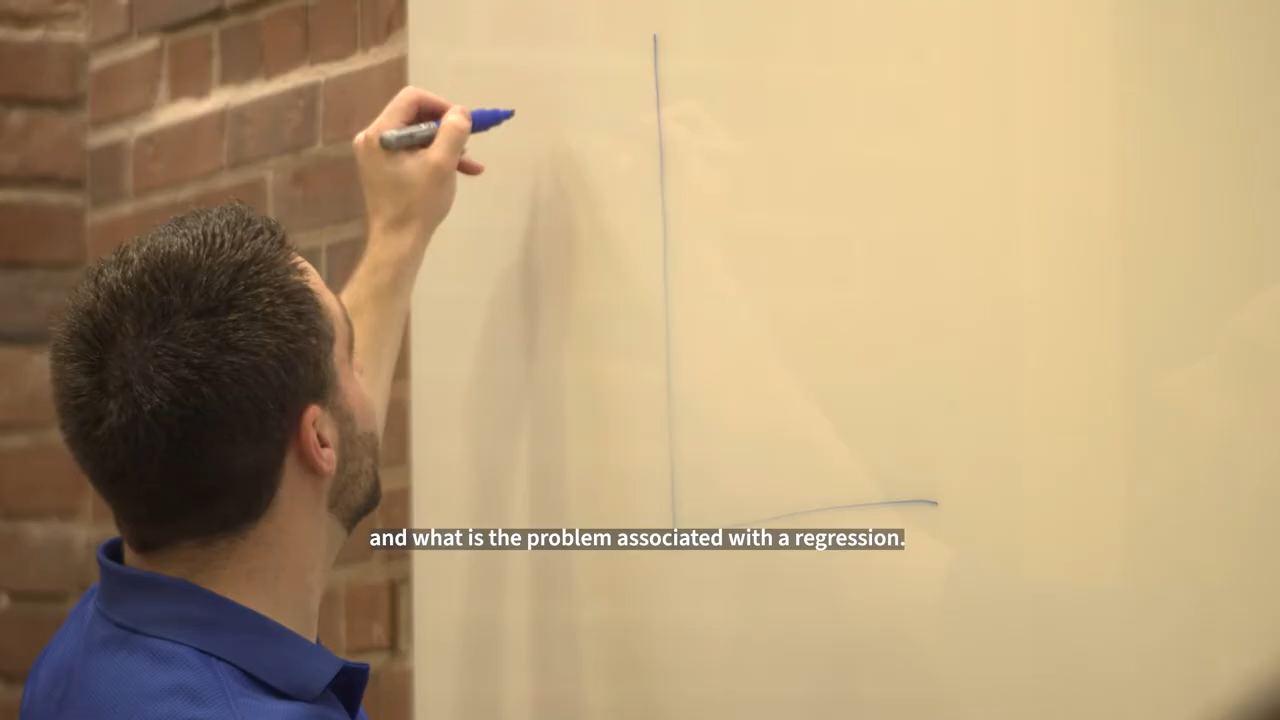 and what is the problem associated with a regression.